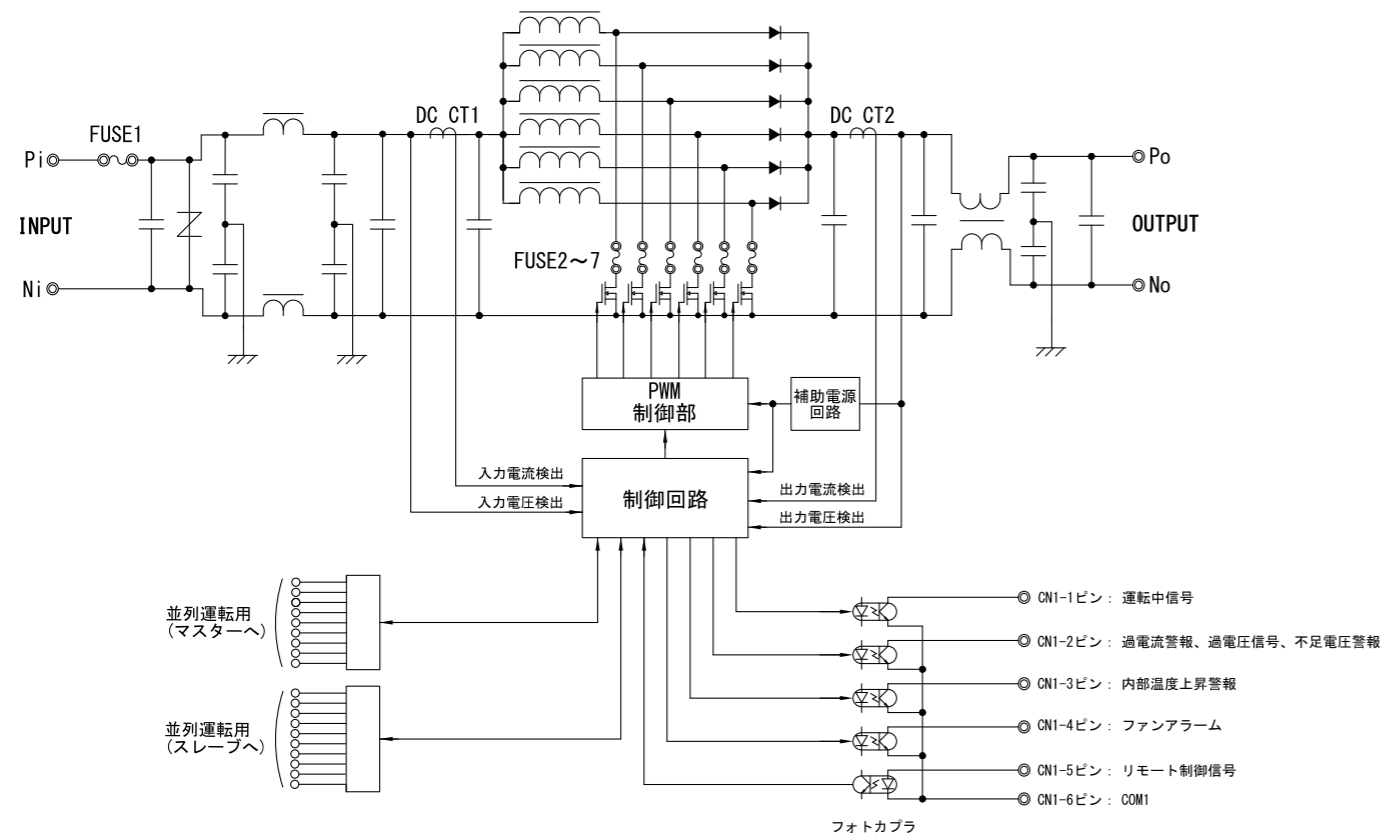 DC CT1
DC CT2
FUSE1
Pi
Po
INPUT
OUTPUT
FUSE2～7
Ni
No
PWM
制御部
補助電源
回路
入力電流検出
入力電圧検出
制御回路
出力電流検出
出力電圧検出
並列運転用
(マスターへ)
並列運転用
(スレーブへ)
CN1-1ピン： 運転中信号
CN1-2ピン： 過電流警報、過電圧信号、不足電圧警報
CN1-3ピン： 内部温度上昇警報
CN1-4ピン： ファンアラーム
CN1-5ピン： リモート制御信号
CN1-6ピン： COM1
フォトカプラ